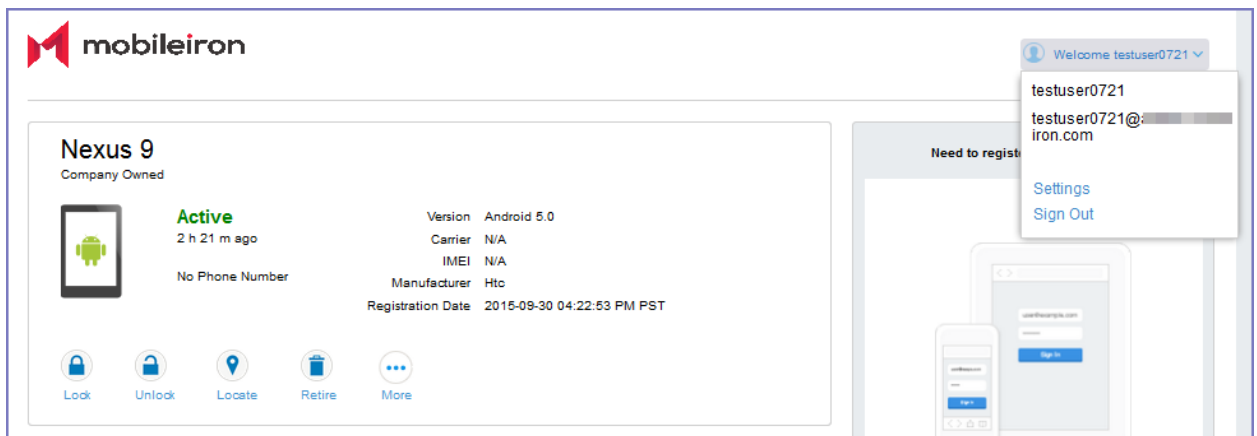 mobileiron
Welcome testuser0721
testuser0721
testuser0721@
iron.com
Settings
Sign Out
Nexus 9
Company Owned
Active
2 h 21 m ago
No Phone Number
Version Android 5.0
Carrier N/A
IMEI N/A
Manufacturer Htc
Registration Date 2015-09-30 04:22:53 PM PST
Lock
Unlock
Locate
Retire
More
Need to
Sign In
Sign In